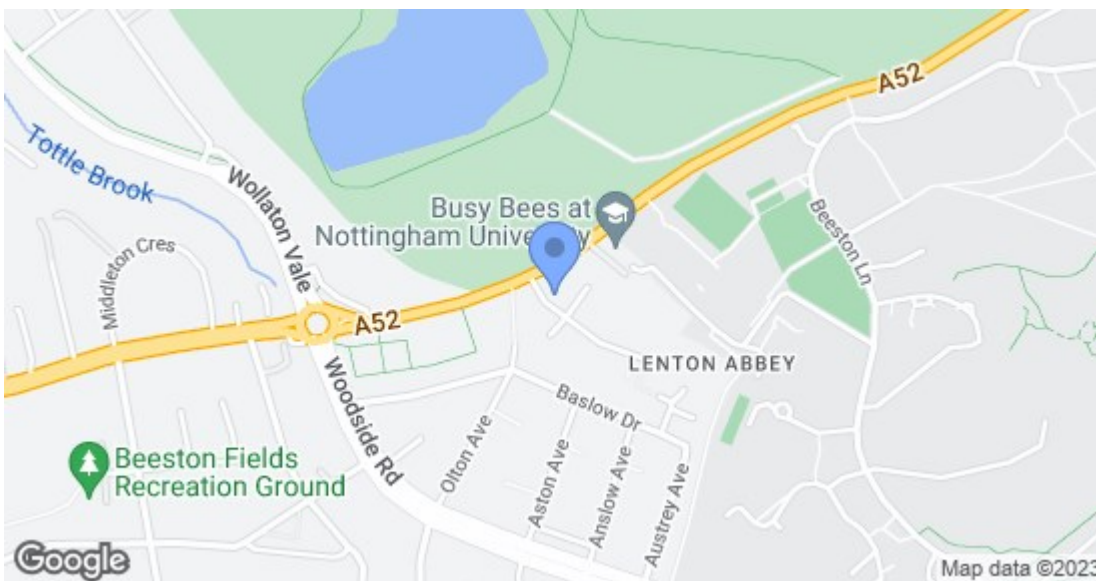 A52
Tottle Brook
Wollaton Vale
Busy Bees at
Nottingham University
Beeston Ln
Middleton Cres
A52
LENTON ABBEY
Woodside Rd
Baslow Dr
Olton Ave
Aston Ave
Anslow Ave
Austrey Ave
Beeston Fields
Recreation Ground
Google
Map data ©2023